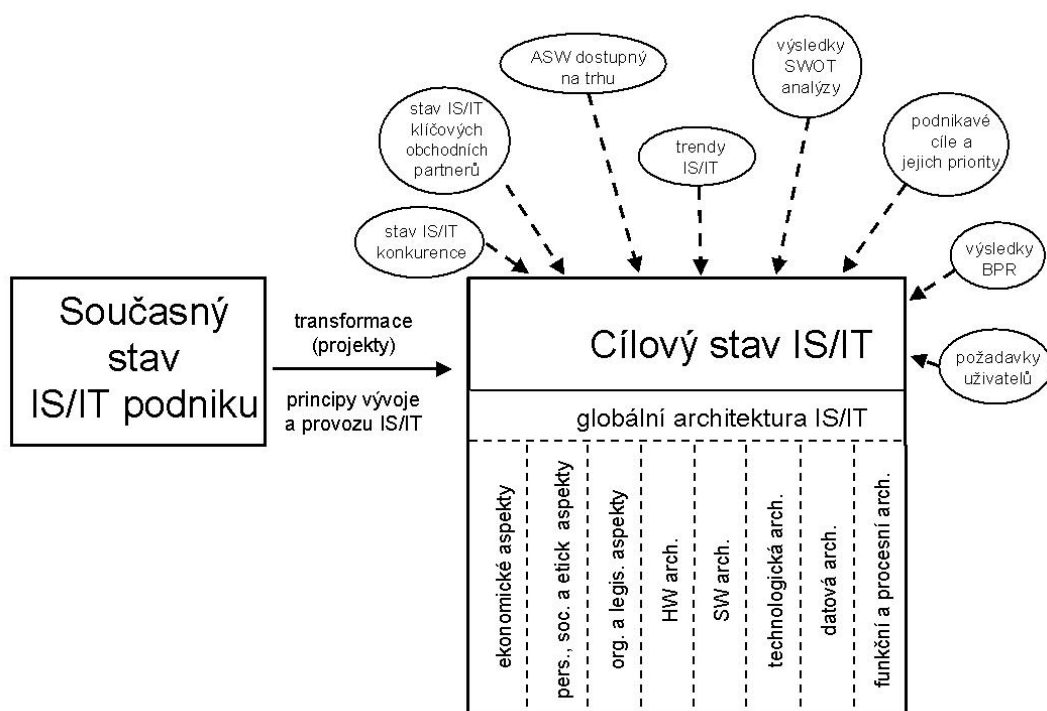 ASW dostupný
na trhu
výsledky
SWOT
analýzy
stav IS/IT
klíčových
obchodních
partnerů
trendy
IS/IT
podnikavé
cíle a
jejich priority
stav IS/IT
konkurence
výsledky
BPR
Současný
stav
IS/IT podniku
transformace
(projekty)
principy vývoje
a provozu IS/IT
Cílový stav IS/IT
požadavky
uživatelů
globální architektura IS/IT
ekonomické aspekty
pers., soc. a etick aspekty
org. a legis. aspekty
HW arch.
SW arch.
technologická arch.
datová arch.
funkční a procesní arch.